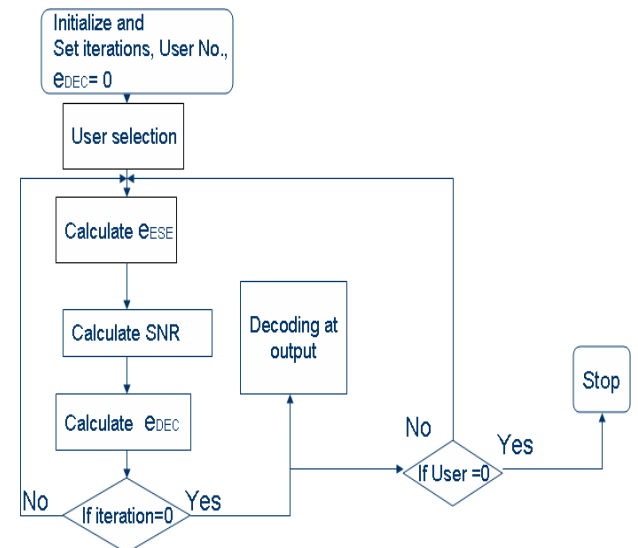 Initialize and
Set iterations, User No.,
eDEC= 0
User selection
Calculate eESE
Calculate SNR
Calculate eDEC
If iteration=0
No
Yes
Decoding at
output
If User =0
No
Yes
Stop